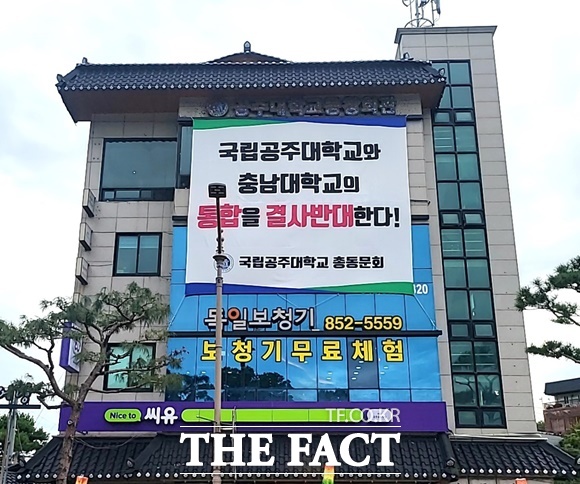 공주대학교총동창회관
국립공주대학교와
충남대학교의
통합을 결사반대한다!
국립공주대학교 총동문회
120
독일보청기 852-5559
보청기무료체험
Nice to 씨유
TF.CO.KR
THE FACT